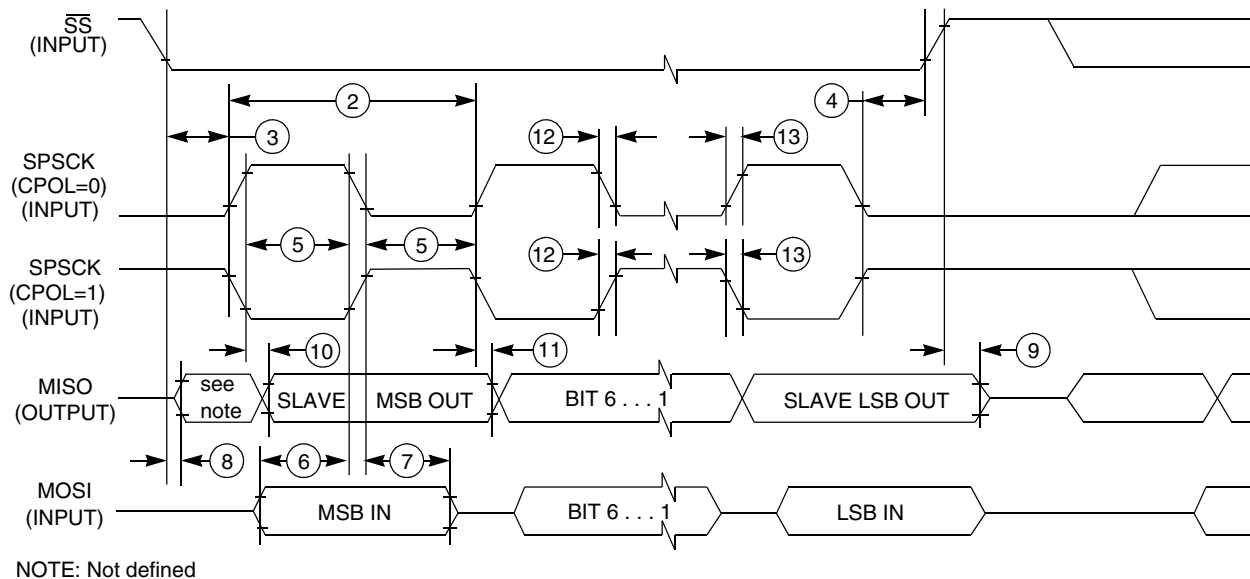 SS
(INPUT)
2
4
3
12
13
SPSCK
(CPOL=0)
(INPUT)
5
5
12
13
SPSCK
(CPOL=1)
(INPUT)
10
11
9
MISO
(OUTPUT)
see
note
SLAVE
MSB OUT
BIT 6 . . . 1
SLAVE LSB OUT
8
6
7
MOSI
(INPUT)
MSB IN
BIT 6 . . . 1
LSB IN
NOTE: Not defined